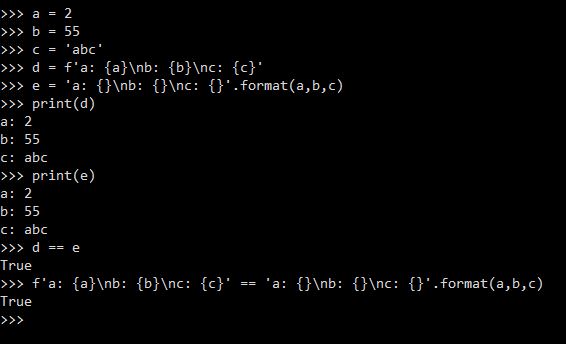 >>> a = 2
>>> b = 55
>>> c = 'abc'
>>> d = f'a: {a}\nb: {b}\nc: {c}'
>>> e = 'a: {}\nb: {}\nc: {}'.format(a,b,c)
>>> print(d)
a: 2
b: 55
c: abc
>>> print(e)
a: 2
b: 55
c: abc
>>> d == e
True
>>> f'a: {a}\nb: {b}\nc: {c}' == 'a: {}\nb: {}\nc: {}'.format(a,b,c)
True
>>>